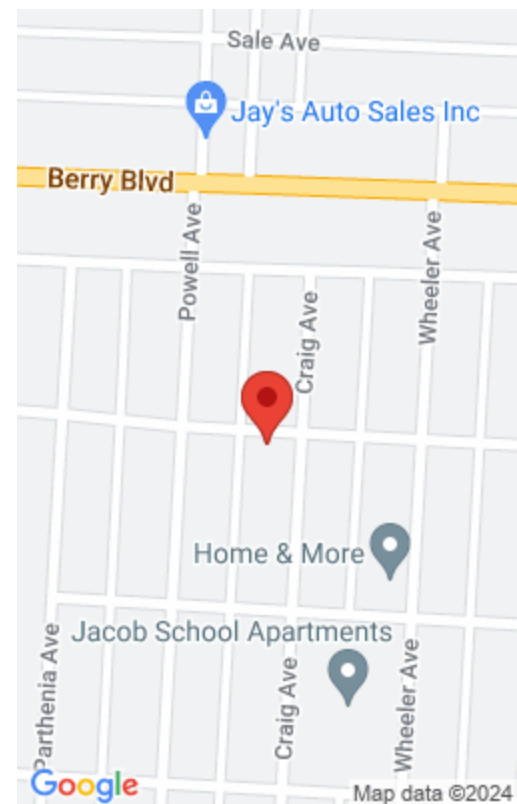 Sale Ave
Jay's Auto Sales Inc
Berry Blvd
Powell Ave
Wheeler Ave
Craig Ave
Home & More
Jacob School Apartments
Parthenia Ave
Craig Ave
Wheeler Ave
Google
Map data ©2024